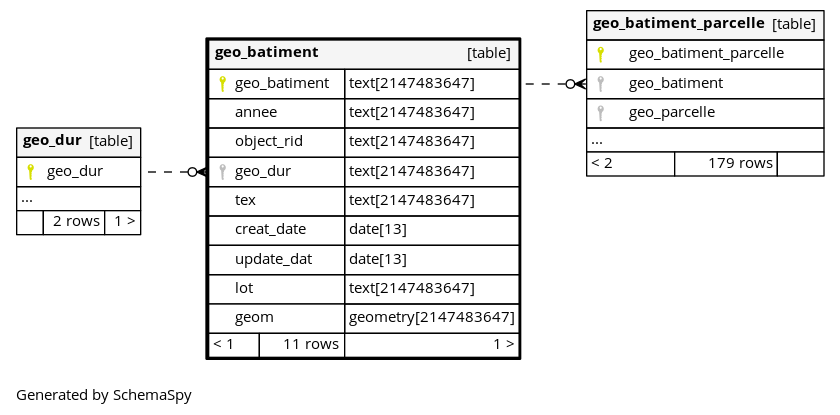 geo_dur [table]
geo_dur
...
2 rows 1 >
geo_batiment [table]
geo_batiment text[2147483647]
annee text[2147483647]
object_rid text[2147483647]
geo_dur text[2147483647]
tex text[2147483647]
creat_date date[13]
update_dat date[13]
lot text[2147483647]
geom geometry[2147483647]
< 1 11 rows 1 >
geo_batiment_parcelle [table]
geo_batiment_parcelle
geo_batiment
geo_parcelle
...
< 2 179 rows
Generated by SchemaSpy